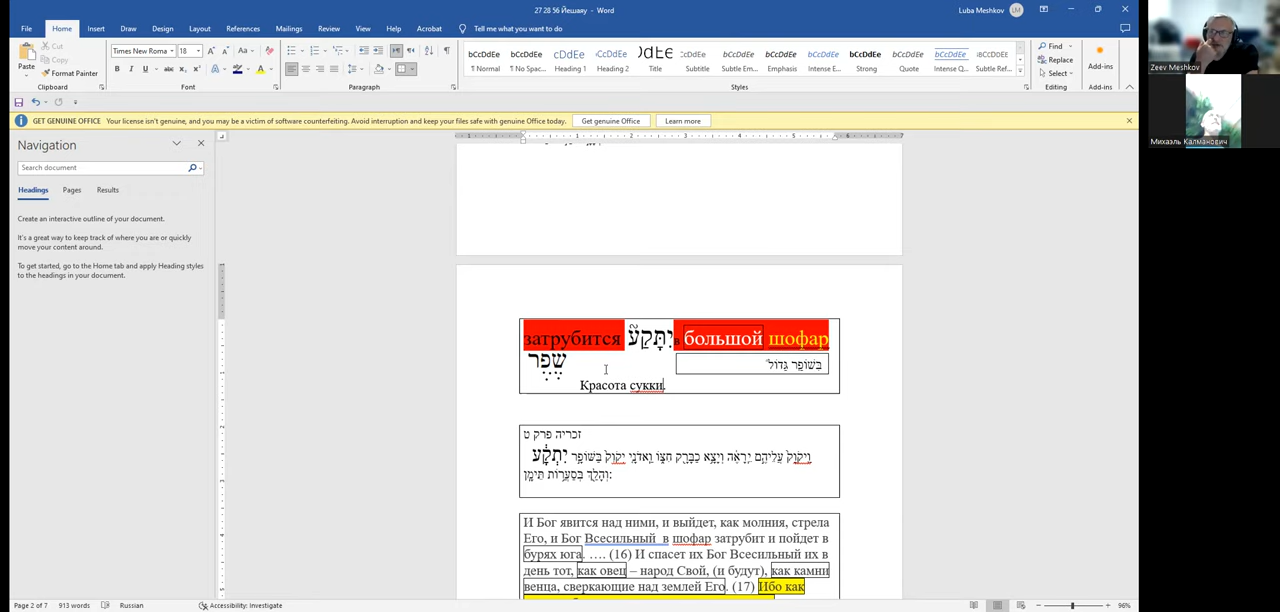 27 28 56 Йешаяу - Word
Luba Meshkov LM
File Home Insert Draw Design Layout References Mailings Review View Help Acrobat Tell me what you want to do
Paste
Cut
Copy
Format Painter
Clipboard
Times New Roma 18
Font
Paragraph
¶ Normal
¶ No Spac...
Heading 1
Heading 2
Title
Subtitle
Subtle Em...
Emphasis
Intense E...
Strong
Quote
Intense Q...
Subtle Ref...
Styles
Find
Replace
Select
Editing
Add-ins
Add-ins
GET GENUINE OFFICE Your license isn't genuine, and you may be a victim of software counterfeiting. Avoid interruption and keep your files safe with genuine Office today. Get genuine Office Learn more
Navigation
Search document
Headings Pages Results
Create an interactive outline of your document.
It's a great way to keep track of where you are or quickly
move your content around.
To get started, go to the Home tab and apply Heading styles
to the headings in your document.
затрубится יִתָּקַע֮ в большой шофар
שֶׁפֶר
בְּשׁוֹפָ֣ר גָּדוֹל֒
Красота сукки.
זכריה פרק ט
וַֽיקֹוָק֙ עֲלֵיהֶ֣ם יֵֽרָאֶ֔ה וְיָצָ֥א כַבָּרָ֖ק חִצּ֑וֹ וַֽאדֹנָ֤י יְקֹוִק֙ בַּשּׁוֹפָ֣ר יִתְקָ֔ע
וְהָלַ֖ךְ בְּסַעֲר֥וֹת תֵּימָֽן:
И Бог явится над ними, и выйдет, как молния, стрела
Его, и Бог Всесильный в шофар затрубит и пойдет в
бурях юга. …. (16) И спасет их Бог Всесильный их в
день тот, как овец – народ Свой, (и будут), как камни
венца, сверкающие над землей Его. (17) Ибо как
Page 2 of 7 913 words Russian Accessibility: Investigate 96%
Zeev Meshkov
Михаэль Калманович